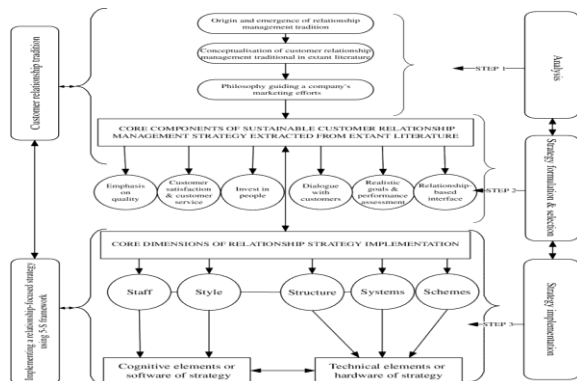 Origin and emergence of relationship
management tradition
Conceptualisation of customer relationship
management traditional in extant literature
Philosophy guiding a company's
marketing efforts
STEP 1
Analysis
Customer relationship tradition
CORE COMPONENTS OF SUSTAINABLE CUSTOMER RELATIONSHIP
MANAGEMENT STRATEGY EXTRACTED FROM EXTANT LITERATURE
Emphasis
on
quality
Customer
satisfaction
& customer
service
Invest in
people
Dialogue
with
customers
Realistic
goals &
performance
assessment
Relationship-
based
interface
STEP 2
Strategy formulation & selection
CORE DIMENSIONS OF RELATIONSHIP STRATEGY IMPLEMENTATION
Staff
Style
Structure
Systems
Schemes
STEP 3
Strategy implementation
Implementing a relationship-focused strategy
using 5-S framework
Cognitive elements or
software of strategy
Technical elements or
hardware of strategy